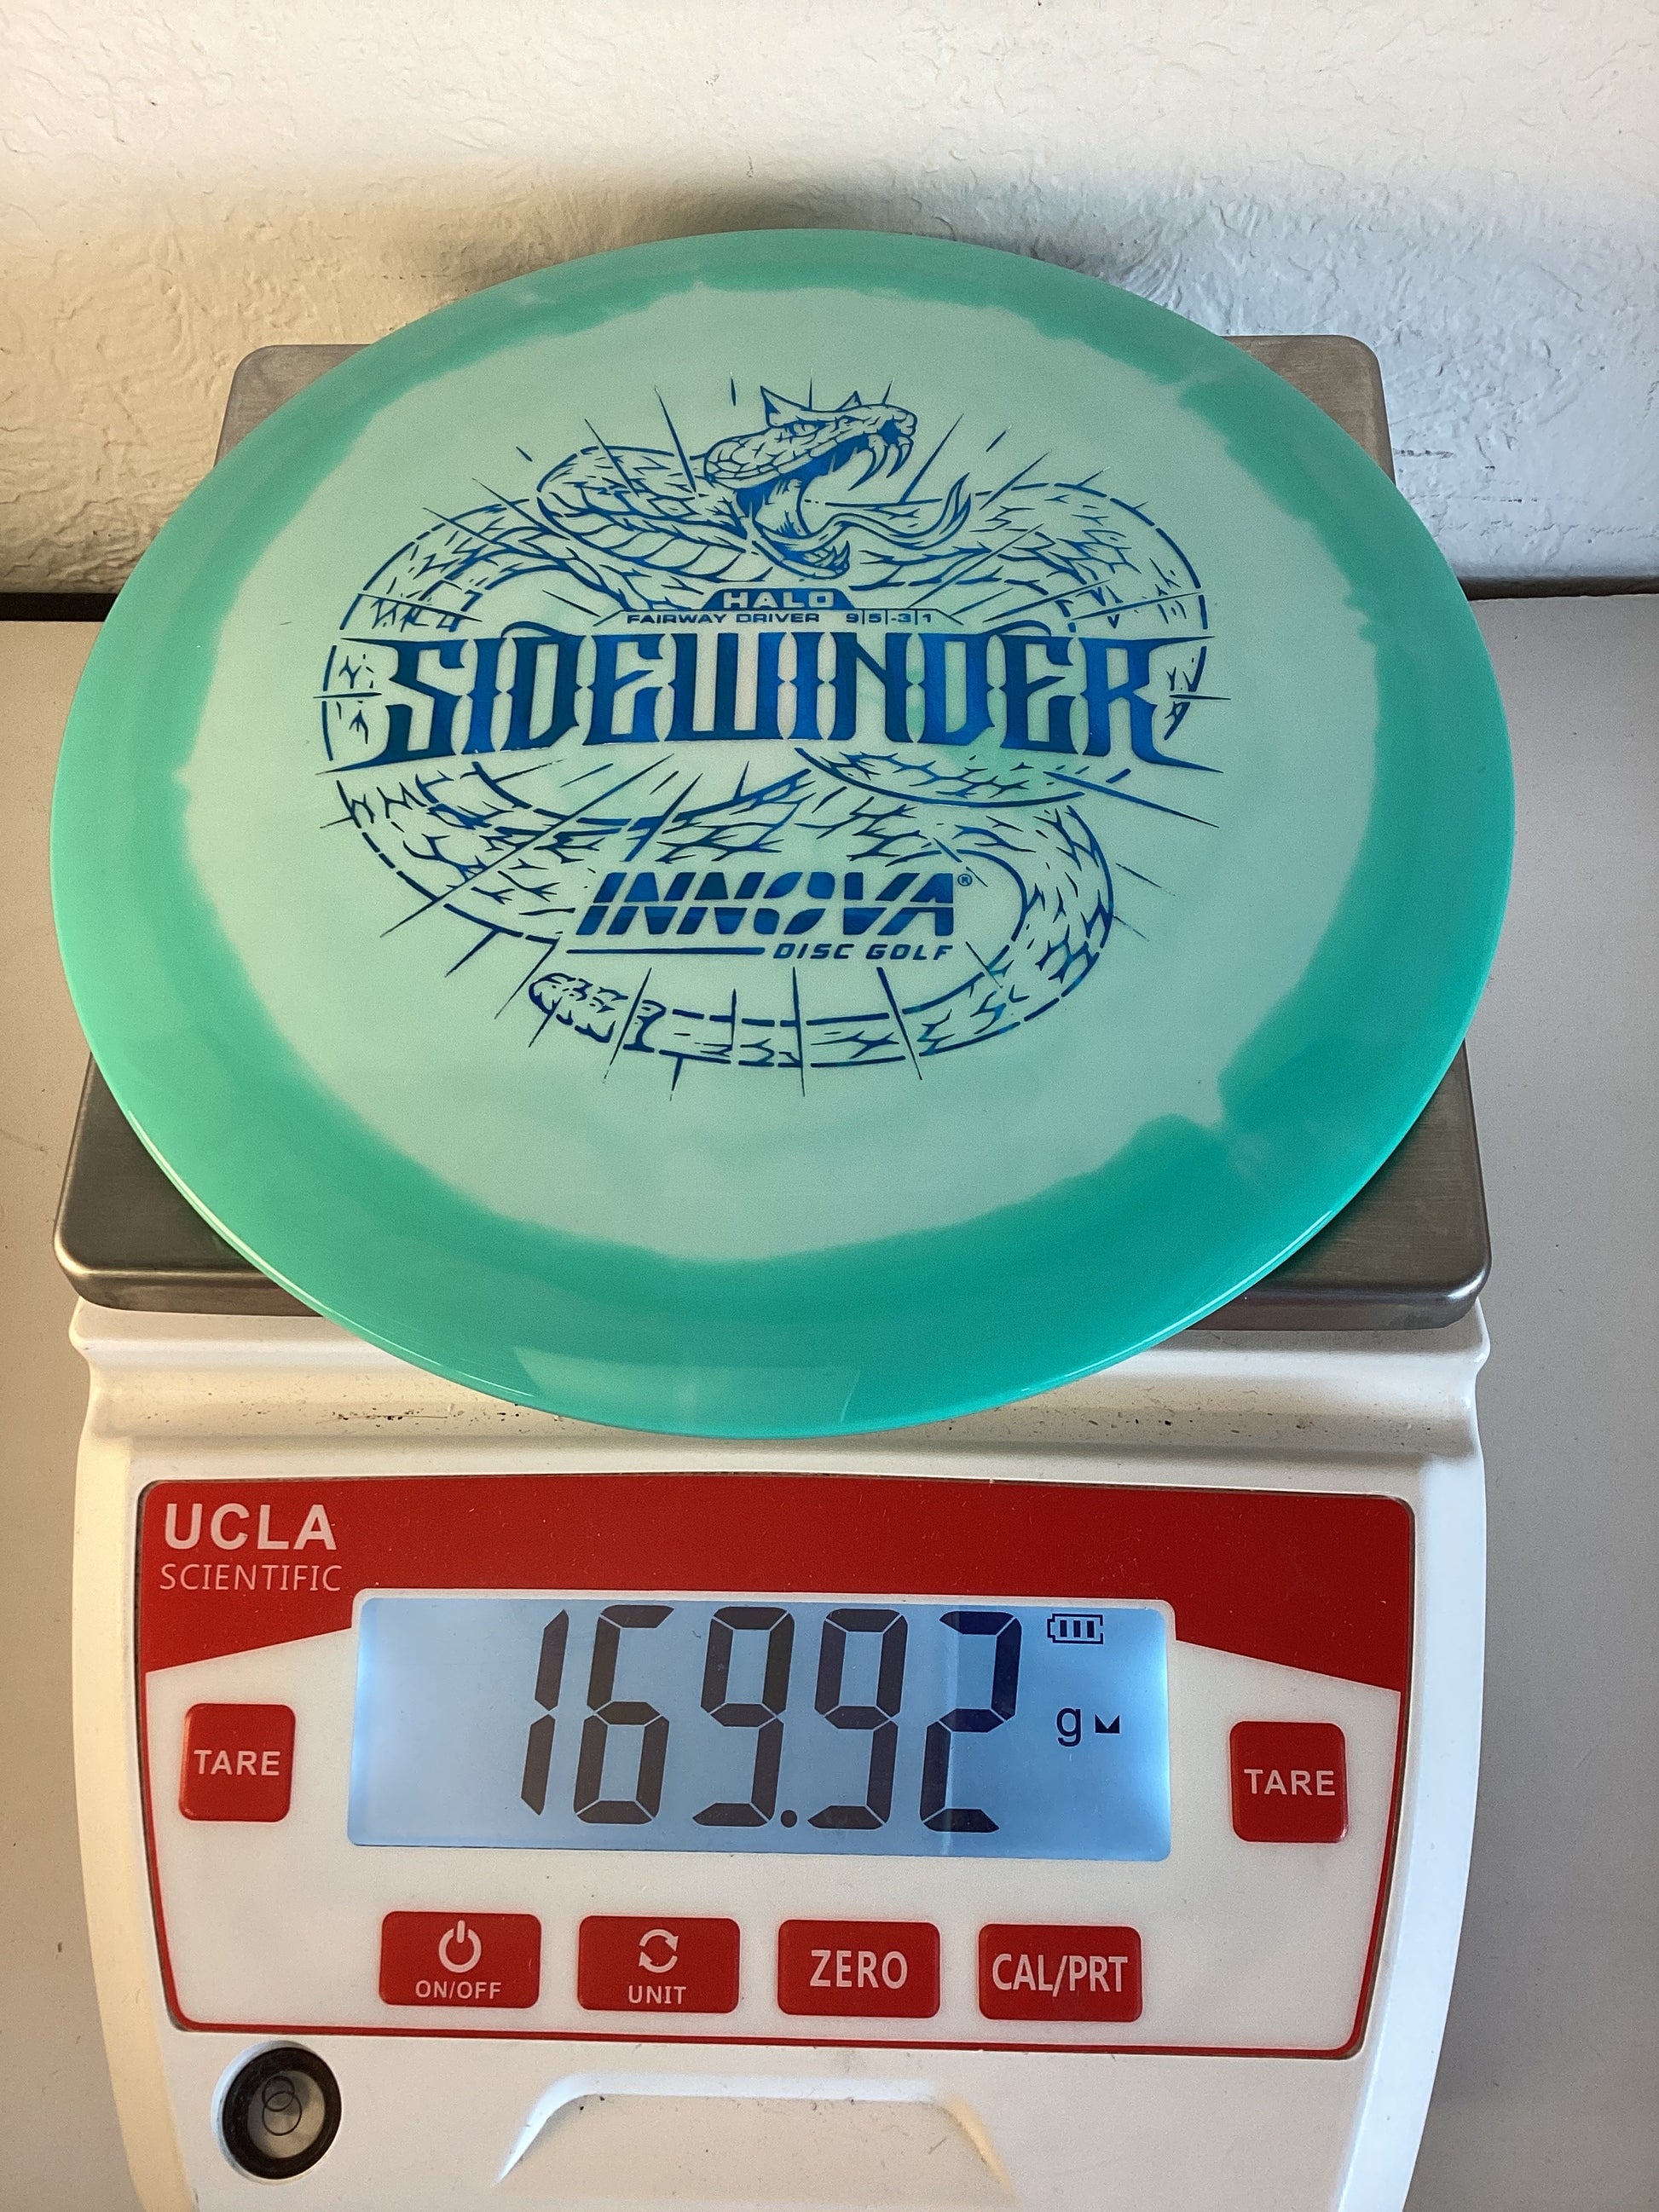 HALO
FAIRWAY DRIVER 9|5|-3|1
SIDEWINDER
INNOVA®
DISC GOLF
UCLA
SCIENTIFIC
169.92 g
TARE
TARE
ON/OFF
UNIT
ZERO
CAL/PRT